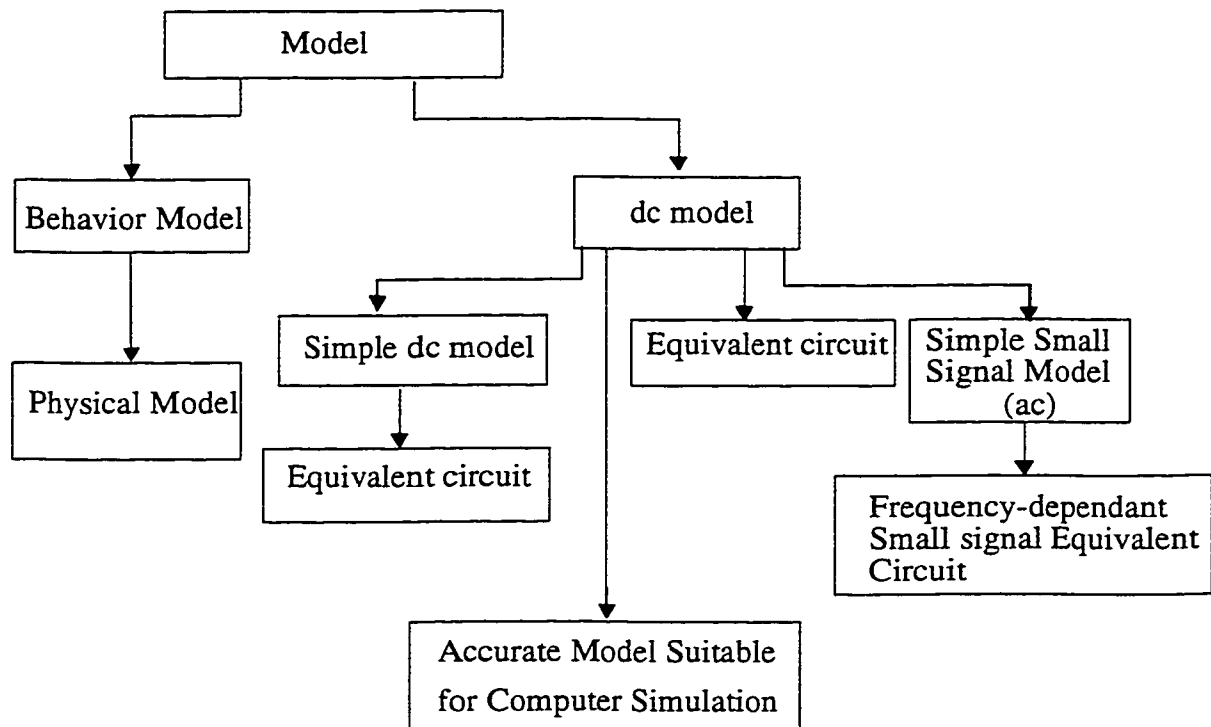 Model
Behavior Model
dc model
Physical Model
Simple dc model
Equivalent circuit
Equivalent circuit
Simple Small
Signal Model
(ac)
Frequency-dependant
Small signal Equivalent
Circuit
Accurate Model Suitable
for Computer Simulation